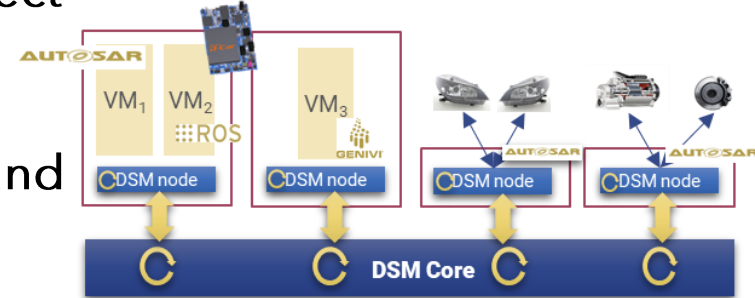 ect
AUTOSAR
VM1 VM2 VM3
ROS
GENIVI
AUTOSAR
AUTOSAR
nd
DSM node DSM node DSM node DSM node
DSM Core